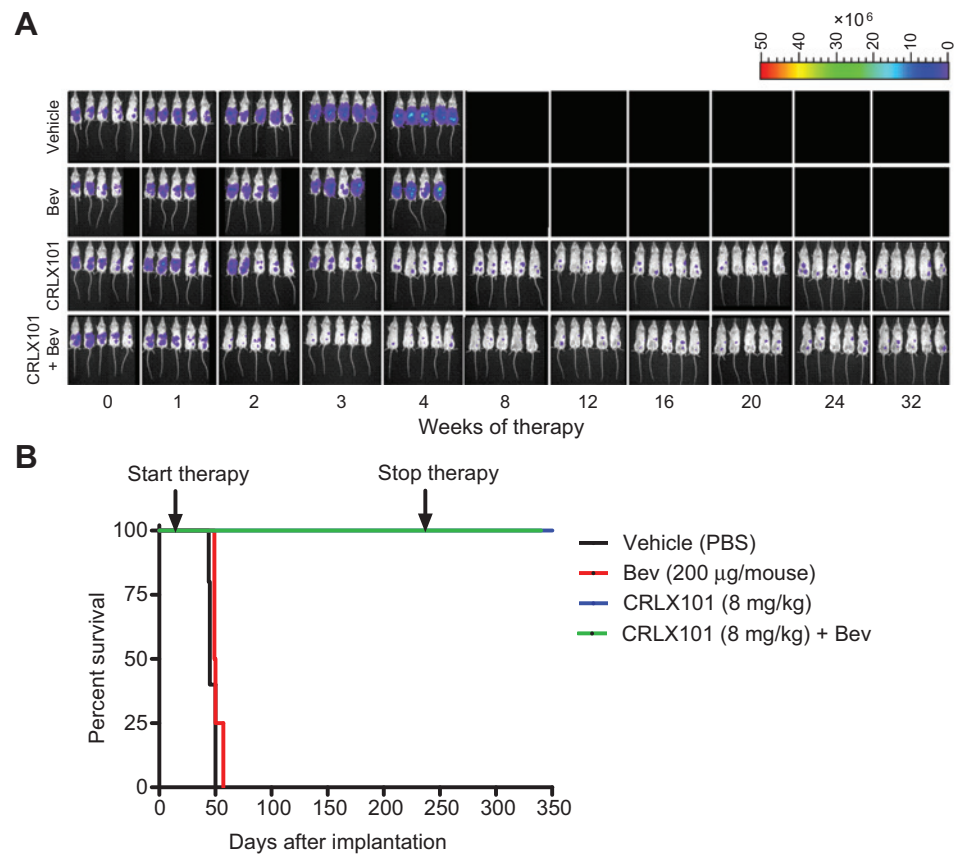 A
×10⁶
50 40 30 20 10 0
Vehicle
Bev
CRLX101
CRLX101
+ Bev
0 1 2 3 4 8 12 16 20 24 32
Weeks of therapy
B
Start therapy
Stop therapy
100
75
50
25
0
Percent survival
0 50 100 150 200 250 300 350
Days after implantation
Vehicle (PBS)
Bev (200 μg/mouse)
CRLX101 (8 mg/kg)
CRLX101 (8 mg/kg) + Bev